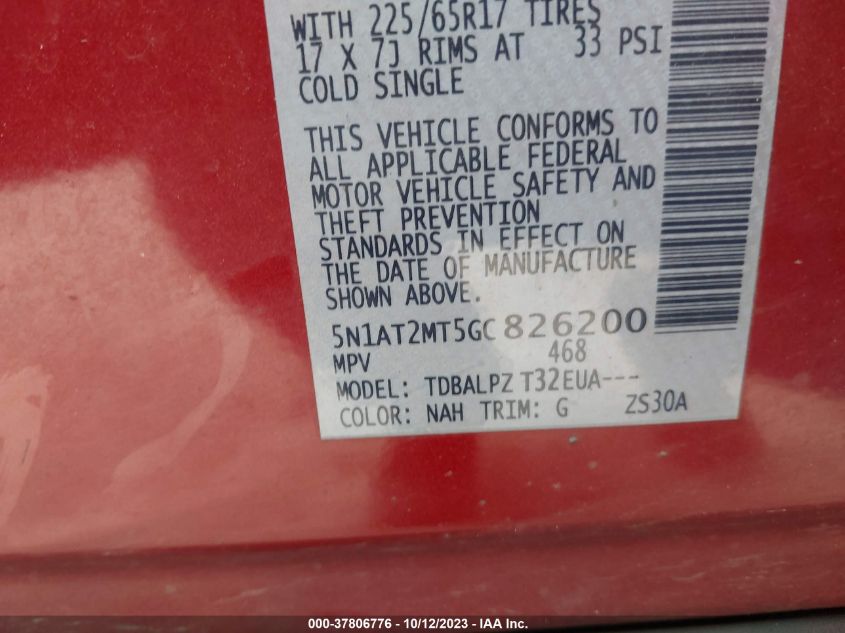 WITH 225/65R17 TIRES
17 X 7J RIMS AT 33 PSI
COLD SINGLE
THIS VEHICLE CONFORMS TO
ALL APPLICABLE FEDERAL
MOTOR VEHICLE SAFETY AND
THEFT PREVENTION
STANDARDS IN EFFECT ON
THE DATE OF MANUFACTURE
SHOWN ABOVE.
5N1AT2MT5GC826200
MPV 468
MODEL: TDBALPZ T32EUA---
COLOR: NAH TRIM: G ZS30A
000-37806776 - 10/12/2023 - IAAI.com